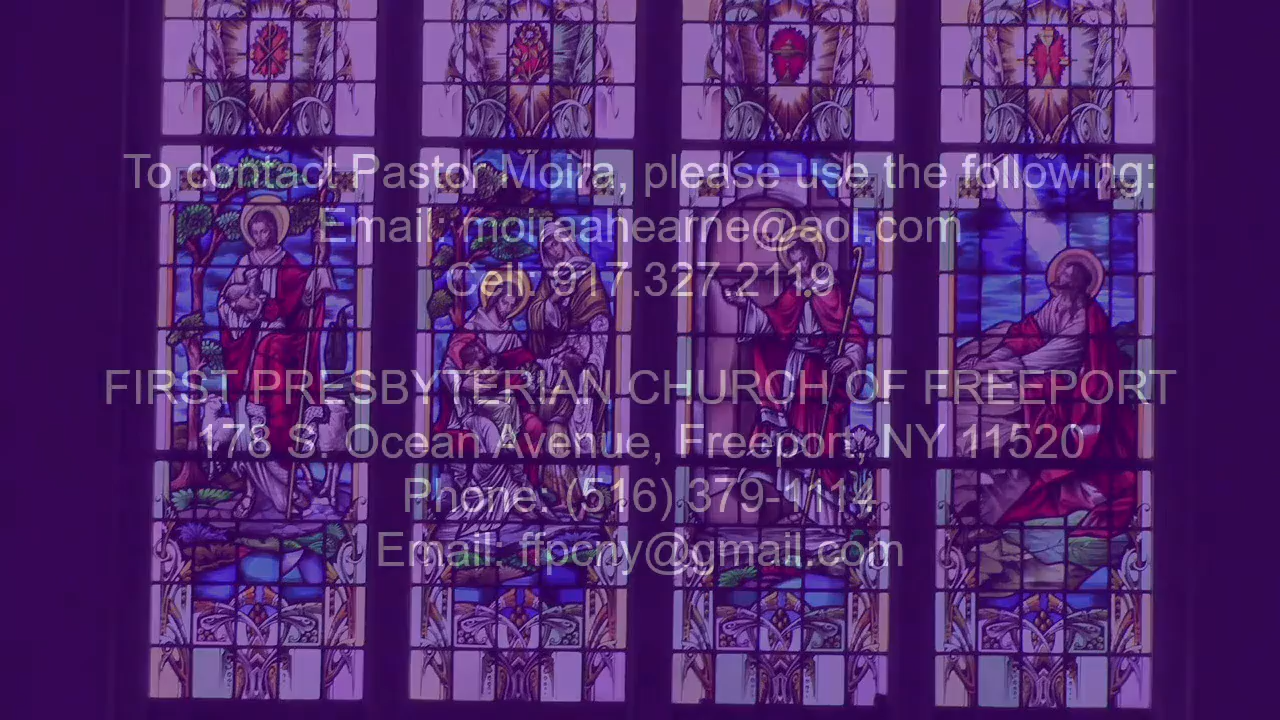 To contact Pastor Moira, please use the following:
Email: moiraahearne@aol.com
Cell: 917.327.2119
FIRST PRESBYTERIAN CHURCH OF FREEPORT
178 S. Ocean Avenue, Freeport, NY 11520
Phone: (516) 379-1114
Email: ffpcny@gmail.com